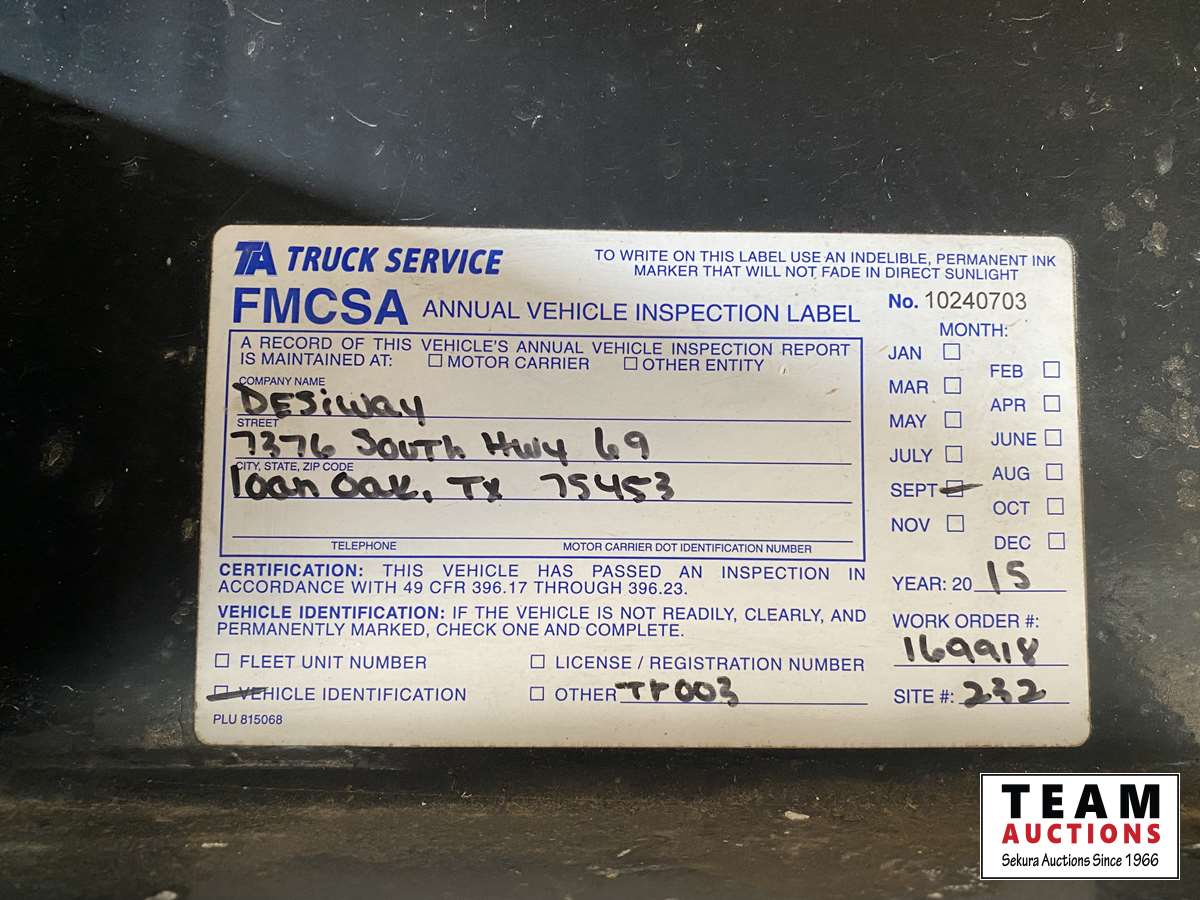 TA TRUCK SERVICE
TO WRITE ON THIS LABEL USE AN INDELIBLE, PERMANENT INK
MARKER THAT WILL NOT FADE IN DIRECT SUNLIGHT
FMCSA ANNUAL VEHICLE INSPECTION LABEL
No. 10240703
A RECORD OF THIS VEHICLE'S ANNUAL VEHICLE INSPECTION REPORT
IS MAINTAINED AT: ☐ MOTOR CARRIER ☐ OTHER ENTITY
COMPANY NAME
DESiway
STREET
7376 South Hwy 69
CITY, STATE, ZIP CODE
loan oak, Tx 75453
TELEPHONE MOTOR CARRIER DOT IDENTIFICATION NUMBER
CERTIFICATION: THIS VEHICLE HAS PASSED AN INSPECTION IN
ACCORDANCE WITH 49 CFR 396.17 THROUGH 396.23.
VEHICLE IDENTIFICATION: IF THE VEHICLE IS NOT READILY, CLEARLY, AND
PERMANENTLY MARKED, CHECK ONE AND COMPLETE.
☐ FLEET UNIT NUMBER ☐ LICENSE / REGISTRATION NUMBER
☐ VEHICLE IDENTIFICATION ☐ OTHER Tr003
PLU 815068
MONTH:
JAN ☐ FEB ☐
MAR ☐ APR ☐
MAY ☐ JUNE ☐
JULY ☐ AUG ☐
SEPT ☐ OCT ☐
NOV ☐ DEC ☐
YEAR: 20 15
WORK ORDER #:
169918
SITE #: 232
TEAM
AUCTIONS
Sekura Auctions Since 1966